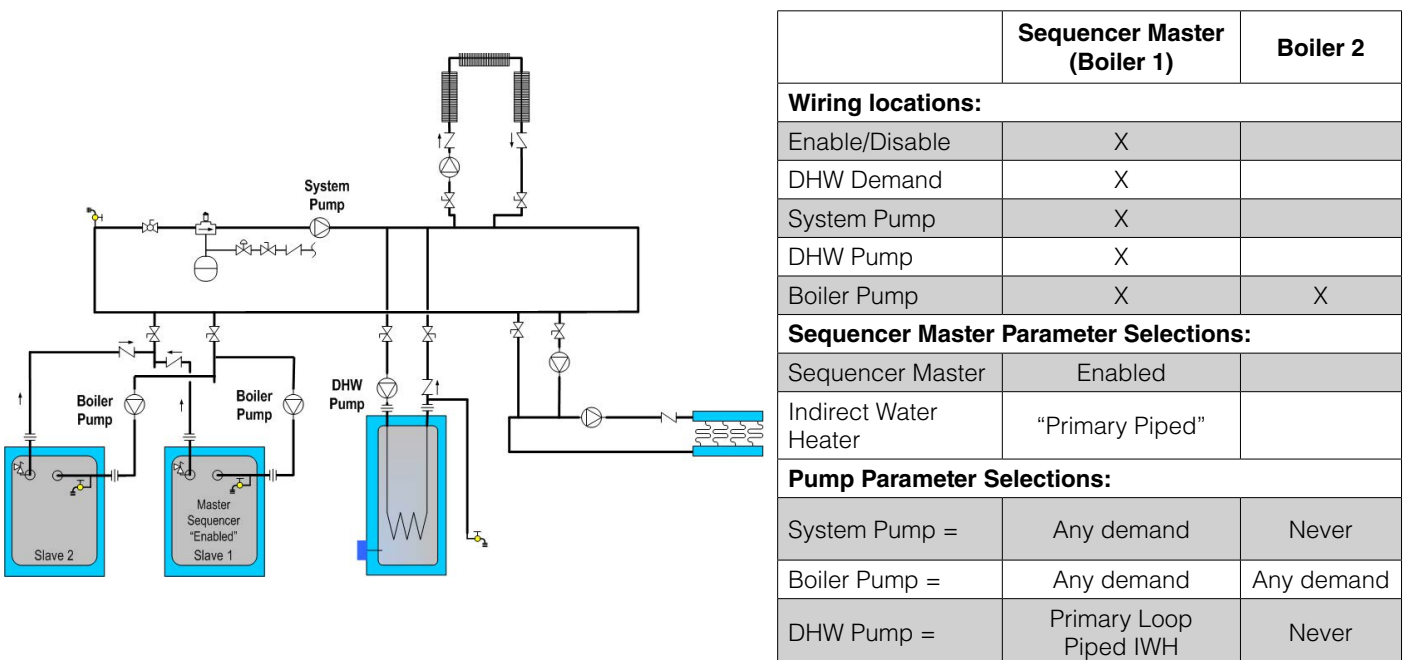 System
Pump
Boiler
Pump
Boiler
Pump
DHW
Pump
Slave 2
Master
Sequencer
"Enabled"
Slave 1
Sequencer Master
(Boiler 1)
Boiler 2
Wiring locations:
Enable/Disable X
DHW Demand X
System Pump X
DHW Pump X
Boiler Pump X X
Sequencer Master Parameter Selections:
Sequencer Master Enabled
Indirect Water
Heater
“Primary Piped”
Pump Parameter Selections:
System Pump = Any demand Never
Boiler Pump = Any demand Any demand
DHW Pump =
Primary Loop
Piped IWH
Never